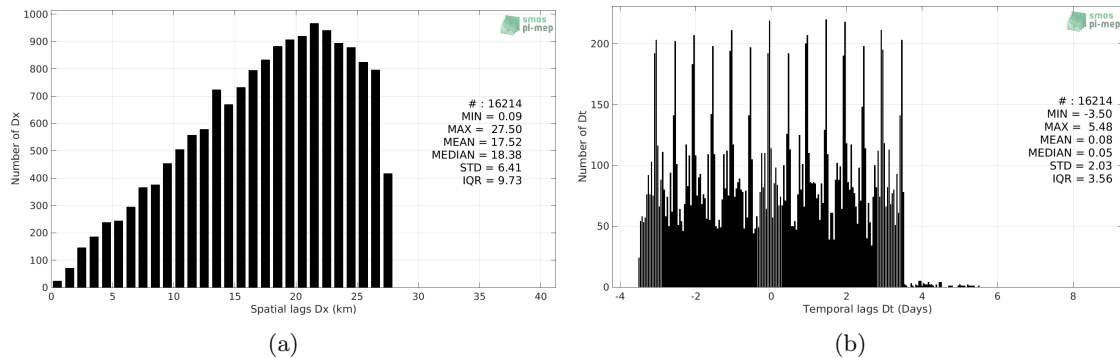 smos
pi-mep
1000
900
800
700
600
500
400
300
200
100
0
Number of Dx
# : 16214
MIN = 0.09
MAX = 27.50
MEAN = 17.52
MEDIAN = 18.38
STD = 6.41
IQR = 9.73
0 5 10 15 20 25 30 35 40
Spatial lags Dx (km)
(a)
smos
pi-mep
200
150
100
50
0
Number of Dt
# : 16214
MIN = -3.50
MAX = 5.48
MEAN = 0.08
MEDIAN = 0.05
STD = 2.03
IQR = 3.56
-4 -2 0 2 4 6 8
Temporal lags Dt (Days)
(b)